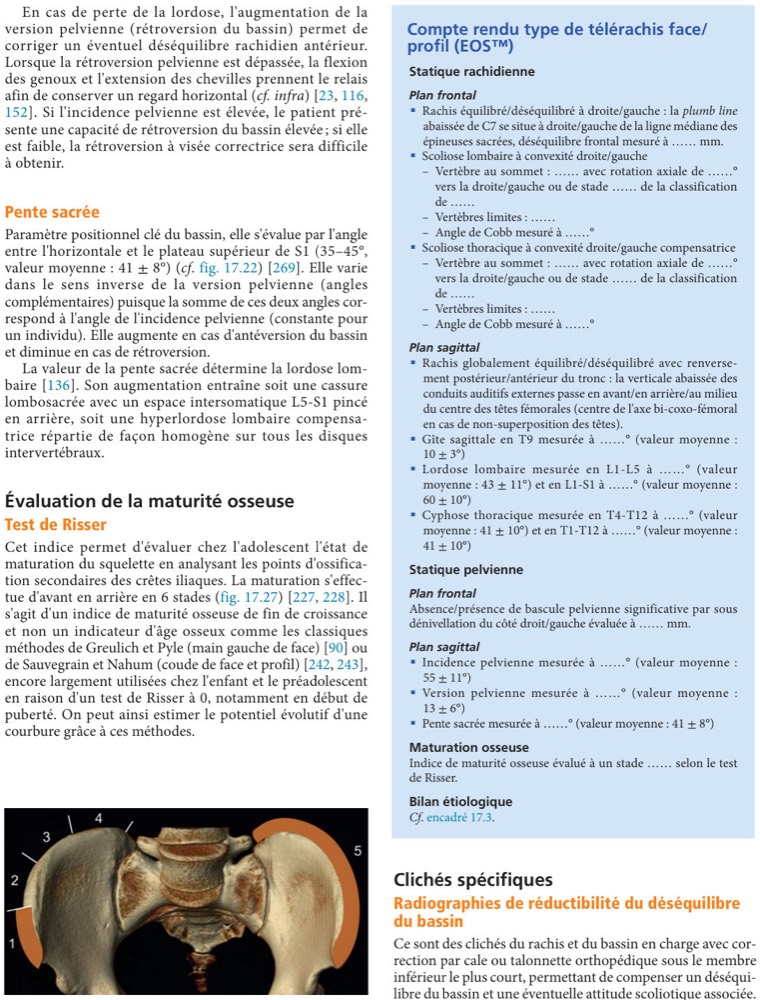 En cas de perte de la lordose, l'augmentation de la
version pelvienne (rétroversion du bassin) permet de
corriger un éventuel déséquilibre rachidien antérieur.
Lorsque la rétroversion pelvienne est dépassée, la flexion
des genoux et l'extension des chevilles prennent le relais
afin de conserver un regard horizontal (cf. infra) [23, 116,
152]. Si l'incidence pelvienne est élevée, le patient pré-
sente une capacité de rétroversion du bassin élevée ; si elle
est faible, la rétroversion à visée correctrice sera difficile
à obtenir.
Pente sacrée
Paramètre positionnel clé du bassin, elle s'évalue par l'angle
entre l'horizontale et le plateau supérieur de S1 (35–45°,
valeur moyenne : 41 ± 8°) (cf. fig. 17.22) [269]. Elle varie
dans le sens inverse de la version pelvienne (angles
complémentaires) puisque la somme de ces deux angles cor-
respond à l'angle de l'incidence pelvienne (constante pour
un individu). Elle augmente en cas d'antéversion du bassin
et diminue en cas de rétroversion.
La valeur de la pente sacrée détermine la lordose lom-
baire [136]. Son augmentation entraîne soit une cassure
lombosacrée avec un espace intersomatique L5-S1 pincé
en arrière, soit une hyperlordose lombaire compensa-
trice répartie de façon homogène sur tous les disques
intervertébraux.
Évaluation de la maturité osseuse
Test de Risser
Cet indice permet d'évaluer chez l'adolescent l'état de
maturation du squelette en analysant les points d'ossifica-
tion secondaires des crêtes iliaques. La maturation s'effec-
tue d'avant en arrière en 6 stades (fig. 17.27) [227, 228]. Il
s'agit d'un indice de maturité osseuse de fin de croissance
et non un indicateur d'âge osseux comme les classiques
méthodes de Greulich et Pyle (main gauche de face) [90] ou
de Sauvegrain et Nahum (coude de face et profil) [242, 243],
encore largement utilisées chez l'enfant et le préadolescent
en raison d'un test de Risser à 0, notamment en début de
puberté. On peut ainsi estimer le potentiel évolutif d'une
courbure grâce à ces méthodes.
4
3
5
2
1
Compte rendu type de télérachis face/
profil (EOS™)
Statique rachidienne
Plan frontal
▪ Rachis équilibré/déséquilibré à droite/gauche : la plumb line
abaissée de C7 se situe à droite/gauche de la ligne médiane des
épineuses sacrées, déséquilibre frontal mesuré à …… mm.
▪ Scoliose lombaire à convexité droite/gauche
– Vertèbre au sommet : …… avec rotation axiale de ……°
vers la droite/gauche ou de stade …… de la classification
de ……
– Vertèbres limites : ……
– Angle de Cobb mesuré à ……°
▪ Scoliose thoracique à convexité droite/gauche compensatrice
– Vertèbre au sommet : …… avec rotation axiale de ……°
vers la droite/gauche ou de stade …… de la classification
de ……
– Vertèbres limites : ……
– Angle de Cobb mesuré à ……°
Plan sagittal
▪ Rachis globalement équilibré/déséquilibré avec renverse-
ment postérieur/antérieur du tronc : la verticale abaissée des
conduits auditifs externes passe en avant/en arrière/au milieu
du centre des têtes fémorales (centre de l'axe bi-coxo-fémoral
en cas de non-superposition des têtes).
▪ Gîte sagittale en T9 mesurée à ……° (valeur moyenne :
10 ± 3°)
▪ Lordose lombaire mesurée en L1-L5 à ……° (valeur
moyenne : 43 ± 11°) et en L1-S1 à ……° (valeur moyenne :
60 ± 10°)
▪ Cyphose thoracique mesurée en T4-T12 à ……° (valeur
moyenne : 41 ± 10°) et en T1-T12 à ……° (valeur moyenne :
41 ± 10°)
Statique pelvienne
Plan frontal
Absence/présence de bascule pelvienne significative par sous
dénivellation du côté droit/gauche évaluée à …… mm.
Plan sagittal
▪ Incidence pelvienne mesurée à ……° (valeur moyenne :
55 ± 11°)
▪ Version pelvienne mesurée à ……° (valeur moyenne :
13 ± 6°)
▪ Pente sacrée mesurée à ……° (valeur moyenne : 41 ± 8°)
Maturation osseuse
Indice de maturité osseuse évalué à un stade …… selon le test
de Risser.
Bilan étiologique
Cf. encadré 17.3.
Clichés spécifiques
Radiographies de réductibilité du déséquilibre
du bassin
Ce sont des clichés du rachis et du bassin en charge avec cor-
rection par cale ou talonnette orthopédique sous le membre
inférieur le plus court, permettant de compenser un déséqui-
libre du bassin et une éventuelle attitude scoliotique associée.